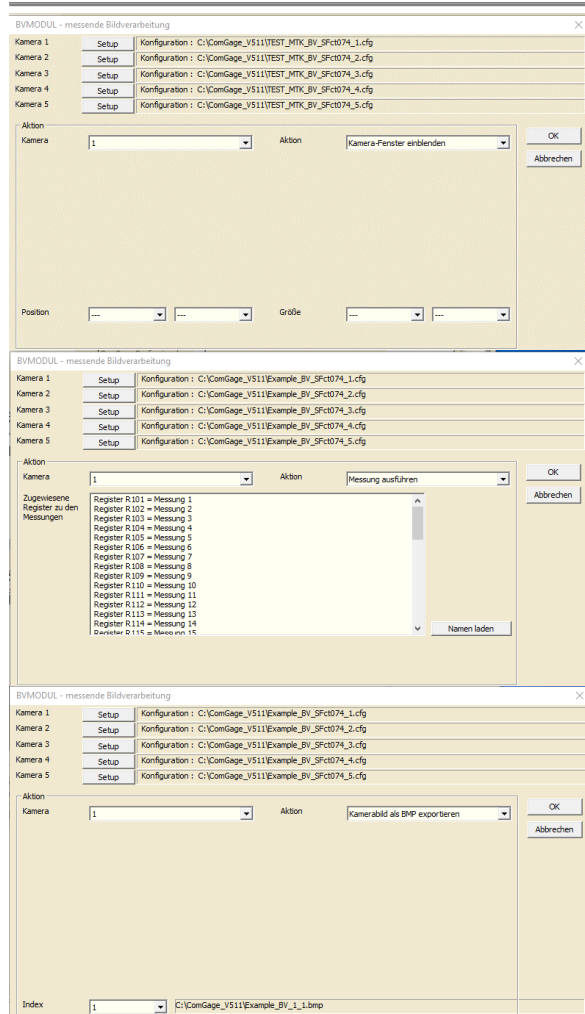 BVMODUL - messende Bildverarbeitung
Kamera 1 Setup Konfiguration : C:\ComGage_V511\TEST_MTK_BV_SFct074_1.cfg
Kamera 2 Setup Konfiguration : C:\ComGage_V511\TEST_MTK_BV_SFct074_2.cfg
Kamera 3 Setup Konfiguration : C:\ComGage_V511\TEST_MTK_BV_SFct074_3.cfg
Kamera 4 Setup Konfiguration : C:\ComGage_V511\TEST_MTK_BV_SFct074_4.cfg
Kamera 5 Setup Konfiguration : C:\ComGage_V511\TEST_MTK_BV_SFct074_5.cfg
Aktion
Kamera 1 Aktion Kamera-Fenster einblenden
OK
Abbrechen
Position --- --- Größe --- ---
BVMODUL - messende Bildverarbeitung
Kamera 1 Setup Konfiguration : C:\ComGage_V511\Example_BV_SFct074_1.cfg
Kamera 2 Setup Konfiguration : C:\ComGage_V511\Example_BV_SFct074_2.cfg
Kamera 3 Setup Konfiguration : C:\ComGage_V511\Example_BV_SFct074_3.cfg
Kamera 4 Setup Konfiguration : C:\ComGage_V511\Example_BV_SFct074_4.cfg
Kamera 5 Setup Konfiguration : C:\ComGage_V511\Example_BV_SFct074_5.cfg
Aktion
Kamera 1 Aktion Messung ausführen
OK
Abbrechen
Zugewiesene
Register zu den
Messungen
Register R101 = Messung 1
Register R102 = Messung 2
Register R103 = Messung 3
Register R104 = Messung 4
Register R105 = Messung 5
Register R106 = Messung 6
Register R107 = Messung 7
Register R108 = Messung 8
Register R109 = Messung 9
Register R110 = Messung 10
Register R111 = Messung 11
Register R112 = Messung 12
Register R113 = Messung 13
Register R114 = Messung 14
Register R115 = Messung 15
Namen laden
BVMODUL - messende Bildverarbeitung
Kamera 1 Setup Konfiguration : C:\ComGage_V511\Example_BV_SFct074_1.cfg
Kamera 2 Setup Konfiguration : C:\ComGage_V511\Example_BV_SFct074_2.cfg
Kamera 3 Setup Konfiguration : C:\ComGage_V511\Example_BV_SFct074_3.cfg
Kamera 4 Setup Konfiguration : C:\ComGage_V511\Example_BV_SFct074_4.cfg
Kamera 5 Setup Konfiguration : C:\ComGage_V511\Example_BV_SFct074_5.cfg
Aktion
Kamera 1 Aktion Kamerabild als BMP exportieren
OK
Abbrechen
Index 1 C:\ComGage_V511\Example_BV_1_1.bmp